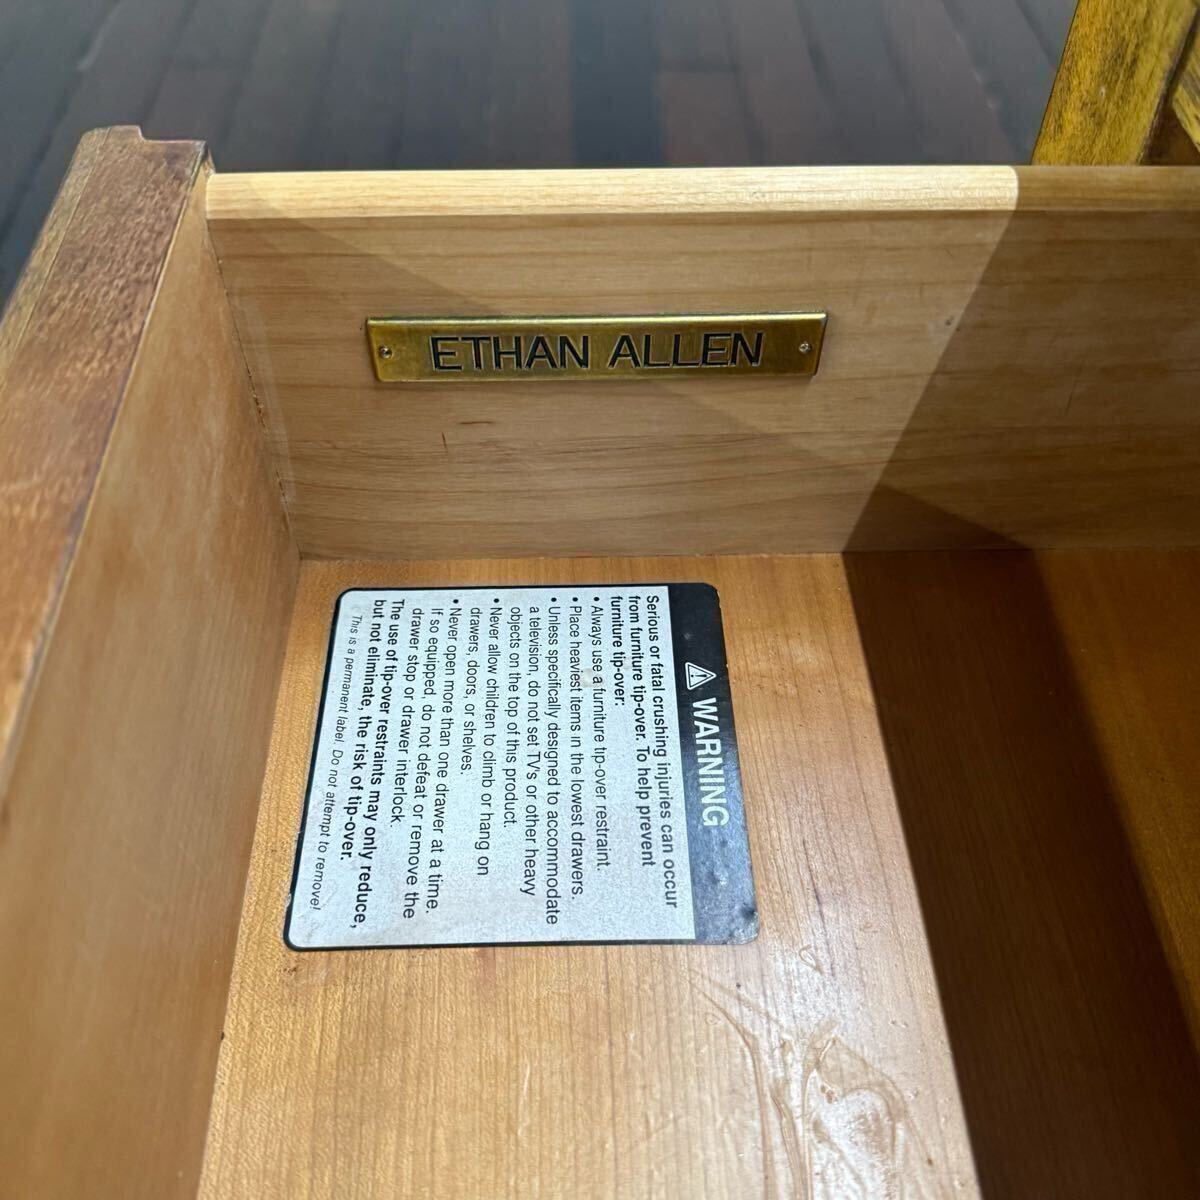 ETHAN ALLEN
⚠ WARNING
Serious or fatal crushing injuries can occur
from furniture tip-over. To help prevent
furniture tip-over:
• Always use a furniture tip-over restraint.
• Place heaviest items in the lowest drawers.
• Unless specifically designed to accommodate
a television, do not set TV's or other heavy
objects on the top of this product.
• Never allow children to climb or hang on
drawers, doors, or shelves.
• Never open more than one drawer at a time.
If so equipped, do not defeat or remove the
drawer stop or drawer interlock.
The use of tip-over restraints may only reduce,
but not eliminate, the risk of tip-over.
This is a permanent label. Do not attempt to remove!